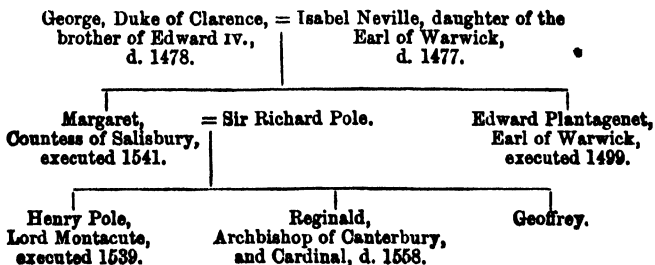 George, Duke of Clarence, = Isabel Neville, daughter of the
brother of Edward IV., Earl of Warwick,
d. 1478. d. 1477.
Margaret, = Sir Richard Pole. Edward Plantagenet,
Countess of Salisbury, Earl of Warwick,
executed 1541. executed 1499.
Henry Pole, Reginald, Geoffrey.
Lord Montacute, Archbishop of Canterbury,
executed 1539. and Cardinal, d. 1558.